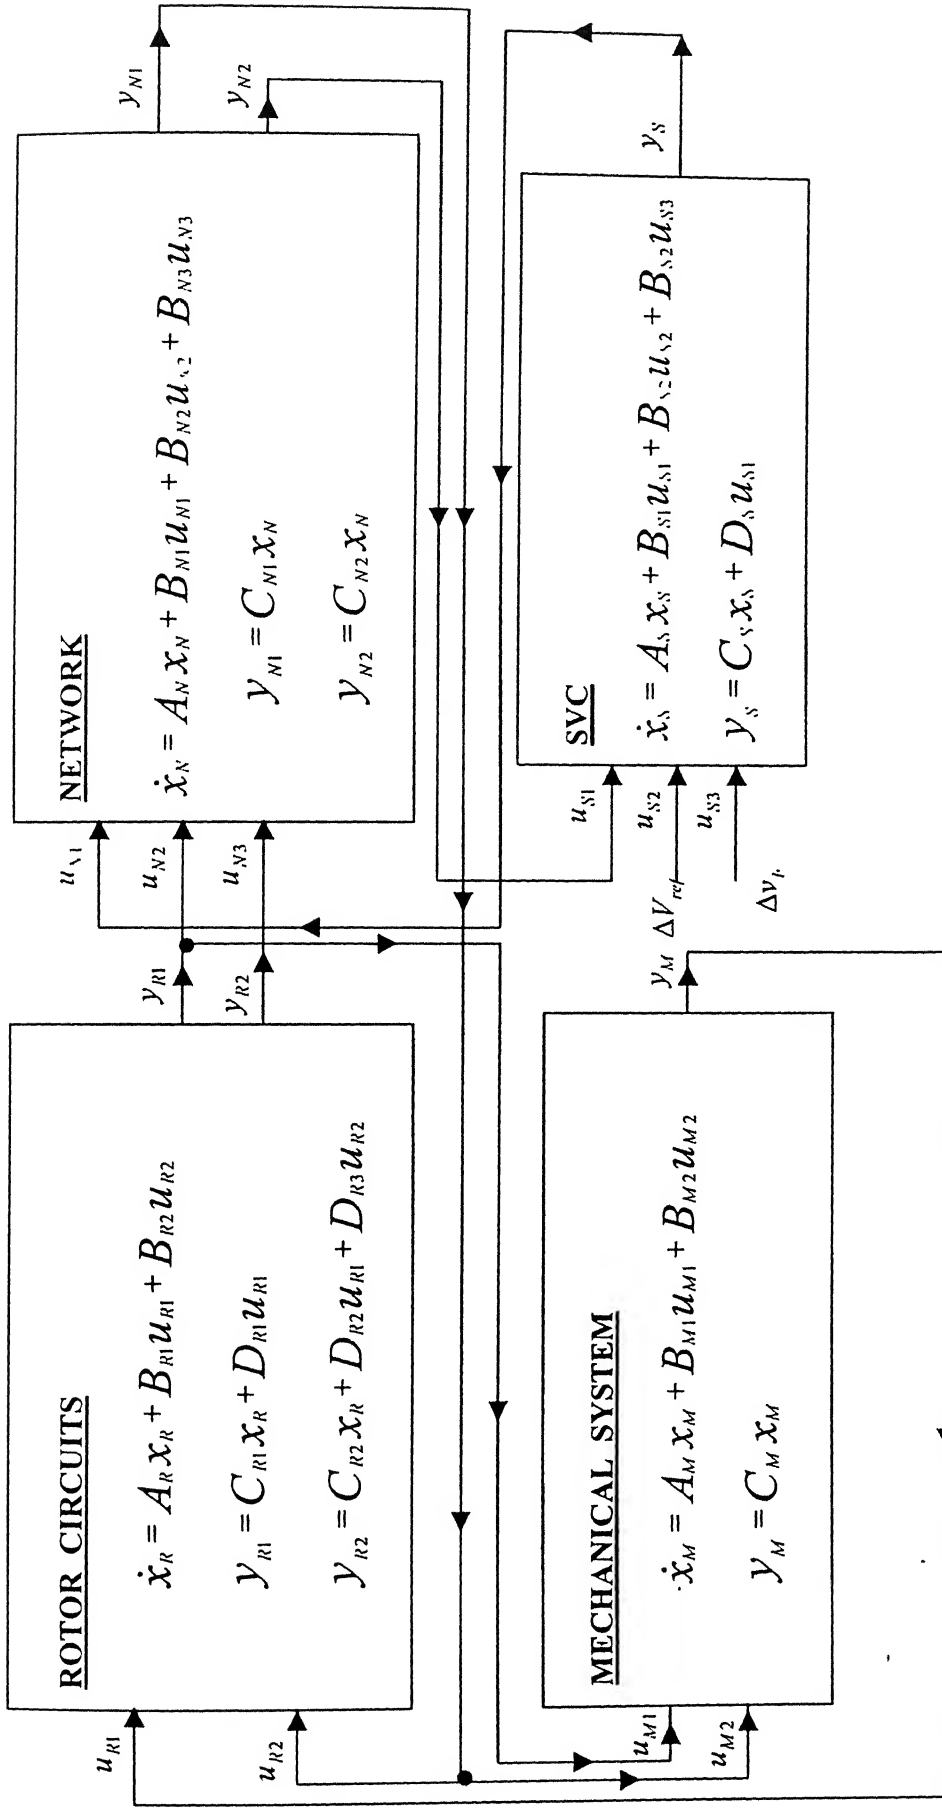 ROTOR CIRCUITS
ẋ_R = A_R x_R + B_R1 u_R1 + B_R2 u_R2
y_R1 = C_R1 x_R + D_R1 u_R1
y_R2 = C_R2 x_R + D_R2 u_R1 + D_R3 u_R2
u_R1
u_R2
y_R1
y_R2
NETWORK
ẋ_N = A_N x_N + B_N1 u_N1 + B_N2 u_N2 + B_N3 u_N3
y_N1 = C_N1 x_N
y_N2 = C_N2 x_N
u_N1
u_N2
u_N3
y_N1
y_N2
MECHANICAL SYSTEM
ẋ_M = A_M x_M + B_M1 u_M1 + B_M2 u_M2
y_M = C_M x_M
u_M1
u_M2
y_M
SVC
ẋ_S = A_S x_S + B_S1 u_S1 + B_S2 u_S2 + B_S2 u_S3
y_S = C_S x_S + D_S u_S1
u_S1
u_S2
u_S3
ΔV_ref
y_S